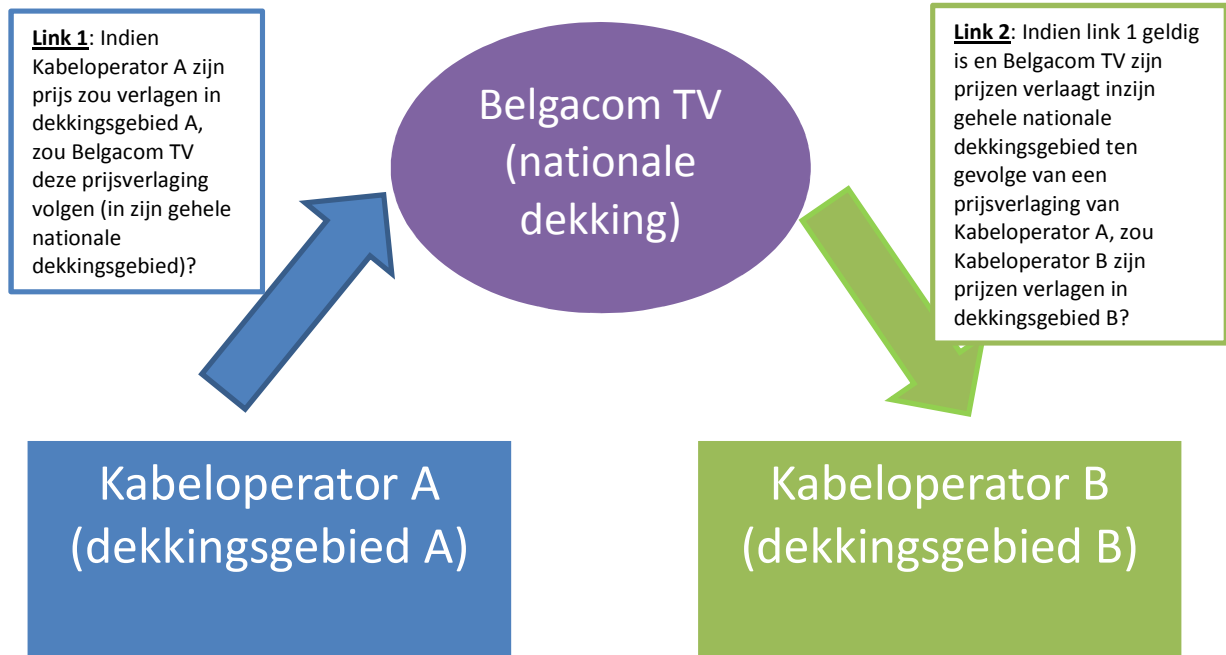 Link 1: Indien
Kabeloperator A zijn
prijs zou verlagen in
dekkingsgebied A,
zou Belgacom TV
deze prijsverlaging
volgen (in zijn gehele
nationale
dekkingsgebied)?
Belgacom TV
(nationale
dekking)
Link 2: Indien link 1 geldig
is en Belgacom TV zijn
prijzen verlaagt inzijn
gehele nationale
dekkingsgebied ten
gevolge van een
prijsverlaging van
Kabeloperator A, zou
Kabeloperator B zijn
prijzen verlagen in
dekkingsgebied B?
Kabeloperator A
(dekkingsgebied A)
Kabeloperator B
(dekkingsgebied B)